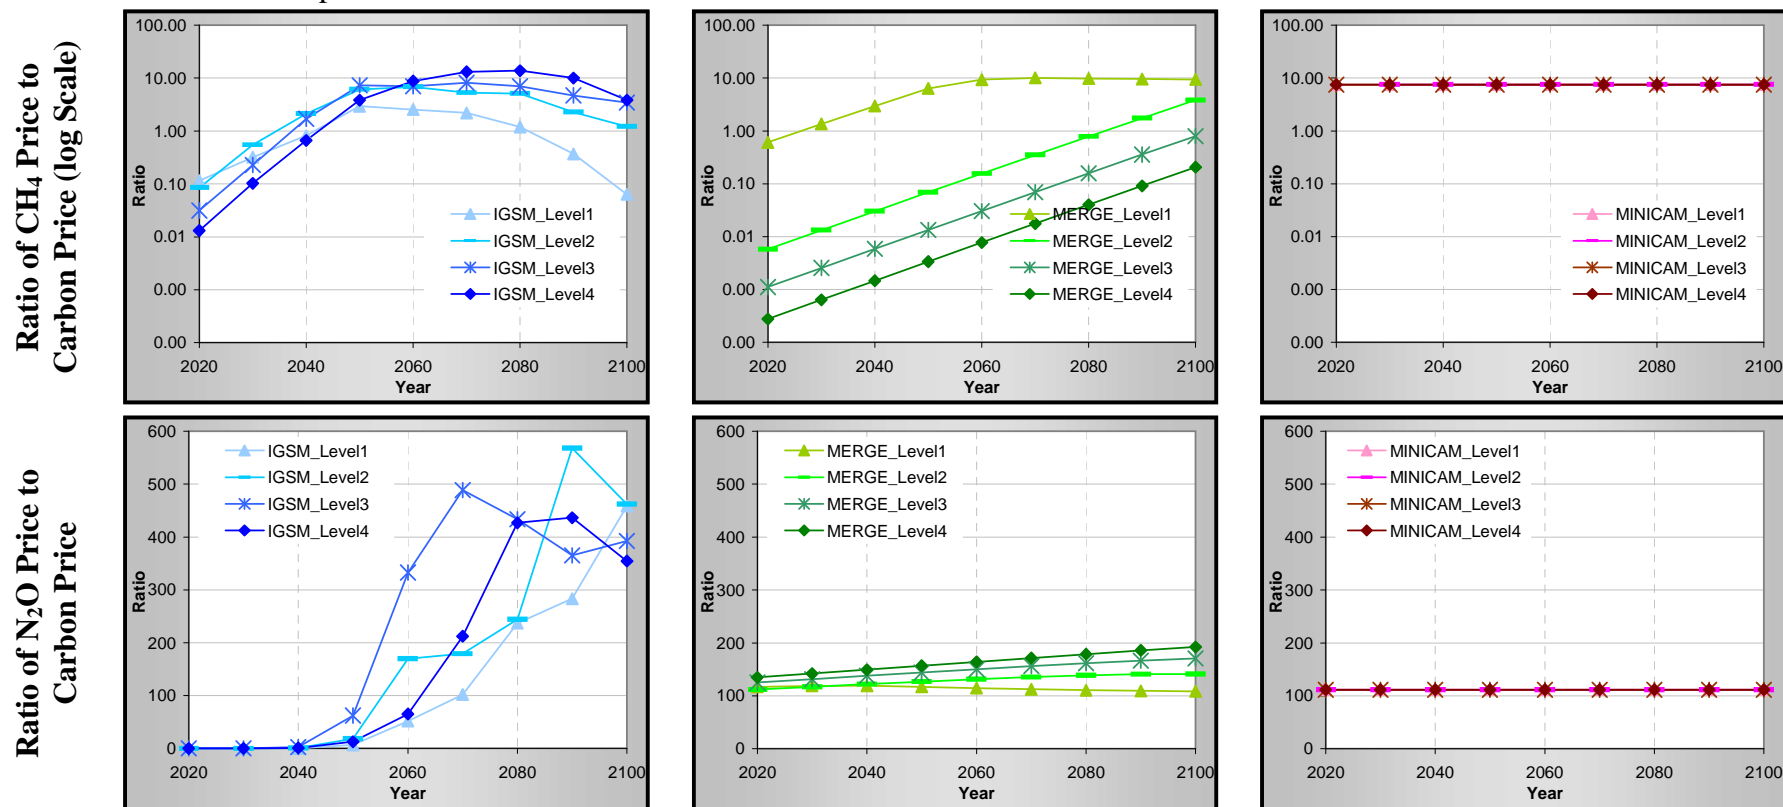 Ratio of CH4 Price to
Carbon Price (log Scale)
100.00
10.00
1.00
0.10
0.01
0.00
0.00
Ratio
IGSM_Level1
IGSM_Level2
IGSM_Level3
IGSM_Level4
2020 2040 2060 2080 2100
Year
100.00
10.00
1.00
0.10
0.01
0.00
0.00
Ratio
MERGE_Level1
MERGE_Level2
MERGE_Level3
MERGE_Level4
2020 2040 2060 2080 2100
Year
100.00
10.00
1.00
0.10
0.01
0.00
0.00
Ratio
MINICAM_Level1
MINICAM_Level2
MINICAM_Level3
MINICAM_Level4
2020 2040 2060 2080 2100
Year
Ratio of N2O Price to
Carbon Price
600
500
400
300
200
100
0
Ratio
IGSM_Level1
IGSM_Level2
IGSM_Level3
IGSM_Level4
2020 2040 2060 2080 2100
Year
600
500
400
300
200
100
0
Ratio
MERGE_Level1
MERGE_Level2
MERGE_Level3
MERGE_Level4
2020 2040 2060 2080 2100
Year
600
500
400
300
200
100
0
Ratio
MINICAM_Level1
MINICAM_Level2
MINICAM_Level3
MINICAM_Level4
2020 2040 2060 2080 2100
Year